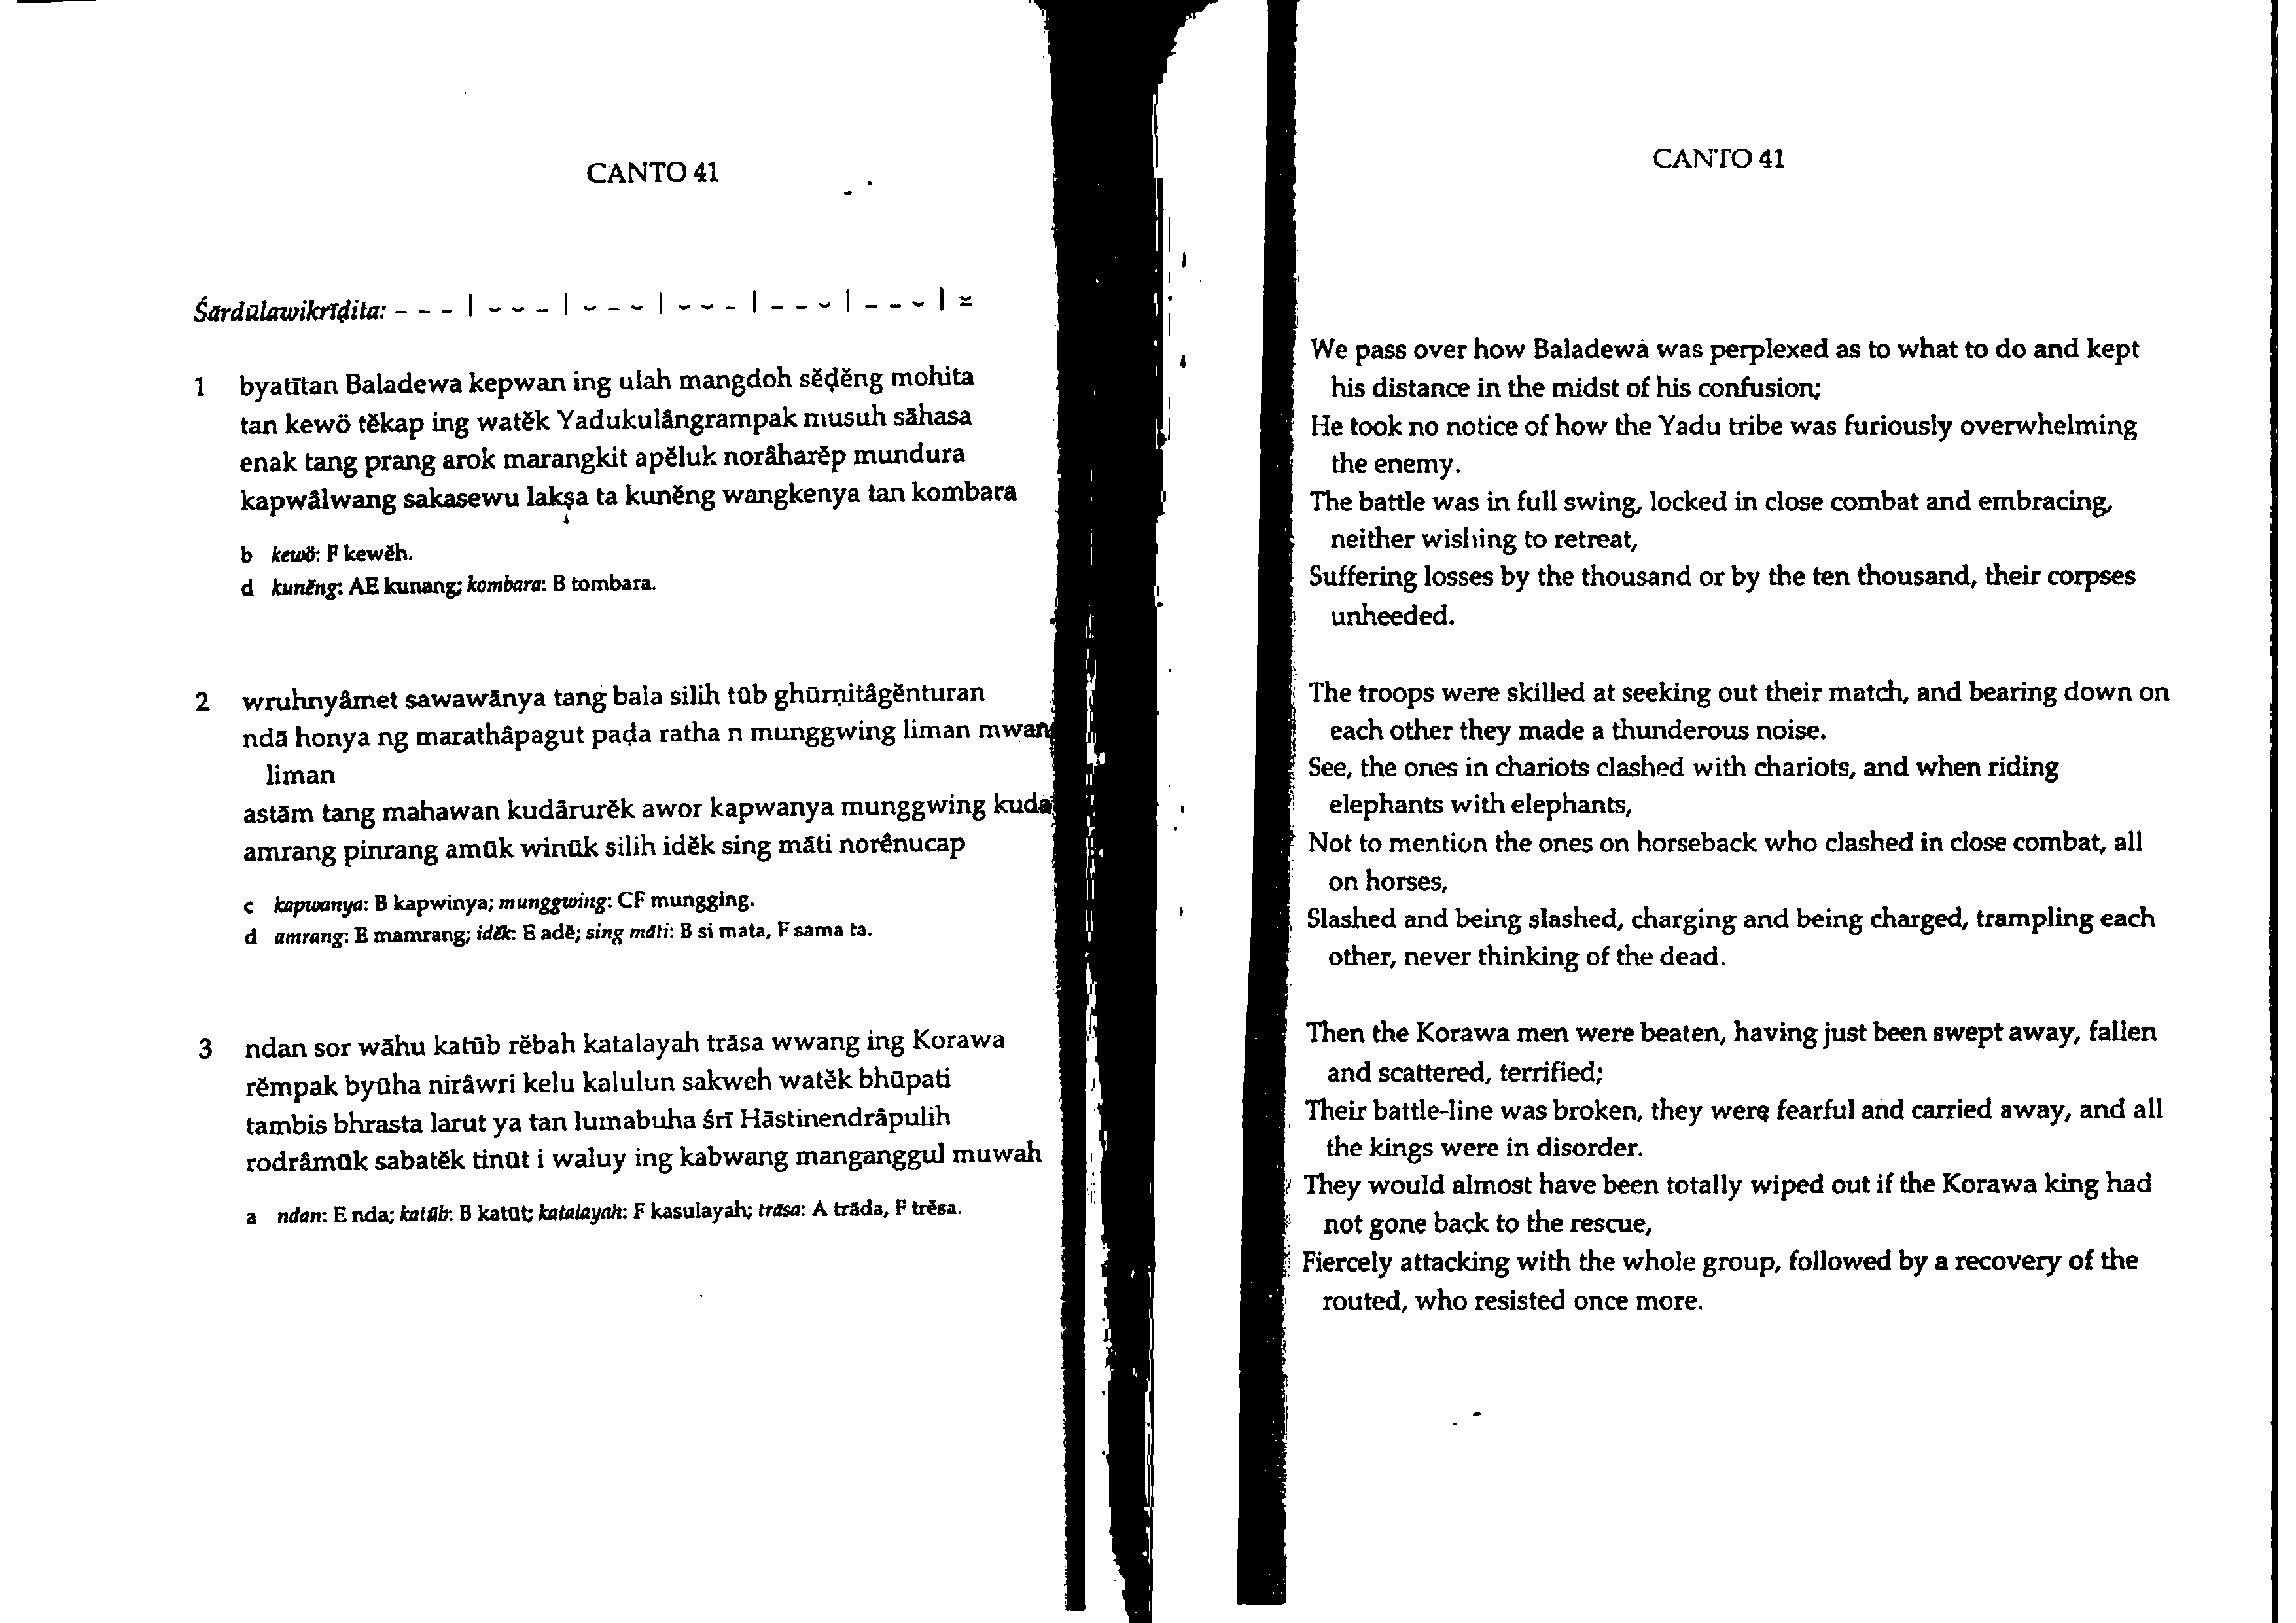 CANTO 41
Śārdūlawikrīḍita: – – – | ⏑ ⏑ – | ⏑ – ⏑ | ⏑ ⏑ – | – – ⏑ | – – ⏑ | ⏓
1 byatītan Baladewa kepwan ing ulah mangdoh sĕḍĕng mohita
tan kewö tĕkap ing watĕk Yadukulângrampak musuh sāhasa
enak tang prang arok marangkit apĕluk norâharĕp mundura
kapwâlwang sakasewu lakṣa ta kunĕng wangkenya tan kombara
b kewö: F kewĕh.
d kunĕng: AE kunang; kombara: B tombara.
2 wruhnyâmet sawawānya tang bala silih tūb ghūrṇitâgĕnturan
ndā honya ng marathâpagut paḍa ratha n munggwing liman mwang
liman
astām tang mahawan kudârurĕk awor kapwanya munggwing kuda
amrang pinrang amūk winūk silih idĕk sing māti norênucap
c kapwanya: B kapwinya; munggwing: CF mungging.
d amrang: E mamrang; idĕk: E adĕ; sing māti: B si mata, F sama ta.
3 ndan sor wāhu katūb rĕbah katalayah trāsa wwang ing Korawa
rĕmpak byūha nirâwri kelu kalulun sakweh watĕk bhūpati
tambis bhrasta larut ya tan lumabuha śrī Hāstinendrâpulih
rodrâmūk sabatĕk tinūt i waluy ing kabwang manganggul muwah
a ndan: E nda; katūb: B katūt; katalayah: F kasulayah; trāsa: A trāda, F trĕsa.
CANTO 41
We pass over how Baladewa was perplexed as to what to do and kept
his distance in the midst of his confusion;
He took no notice of how the Yadu tribe was furiously overwhelming
the enemy.
The battle was in full swing, locked in close combat and embracing,
neither wishing to retreat,
Suffering losses by the thousand or by the ten thousand, their corpses
unheeded.
The troops were skilled at seeking out their match, and bearing down on
each other they made a thunderous noise.
See, the ones in chariots clashed with chariots, and when riding
elephants with elephants,
Not to mention the ones on horseback who clashed in close combat, all
on horses,
Slashed and being slashed, charging and being charged, trampling each
other, never thinking of the dead.
Then the Korawa men were beaten, having just been swept away, fallen
and scattered, terrified;
Their battle-line was broken, they were fearful and carried away, and all
the kings were in disorder.
They would almost have been totally wiped out if the Korawa king had
not gone back to the rescue,
Fiercely attacking with the whole group, followed by a recovery of the
routed, who resisted once more.